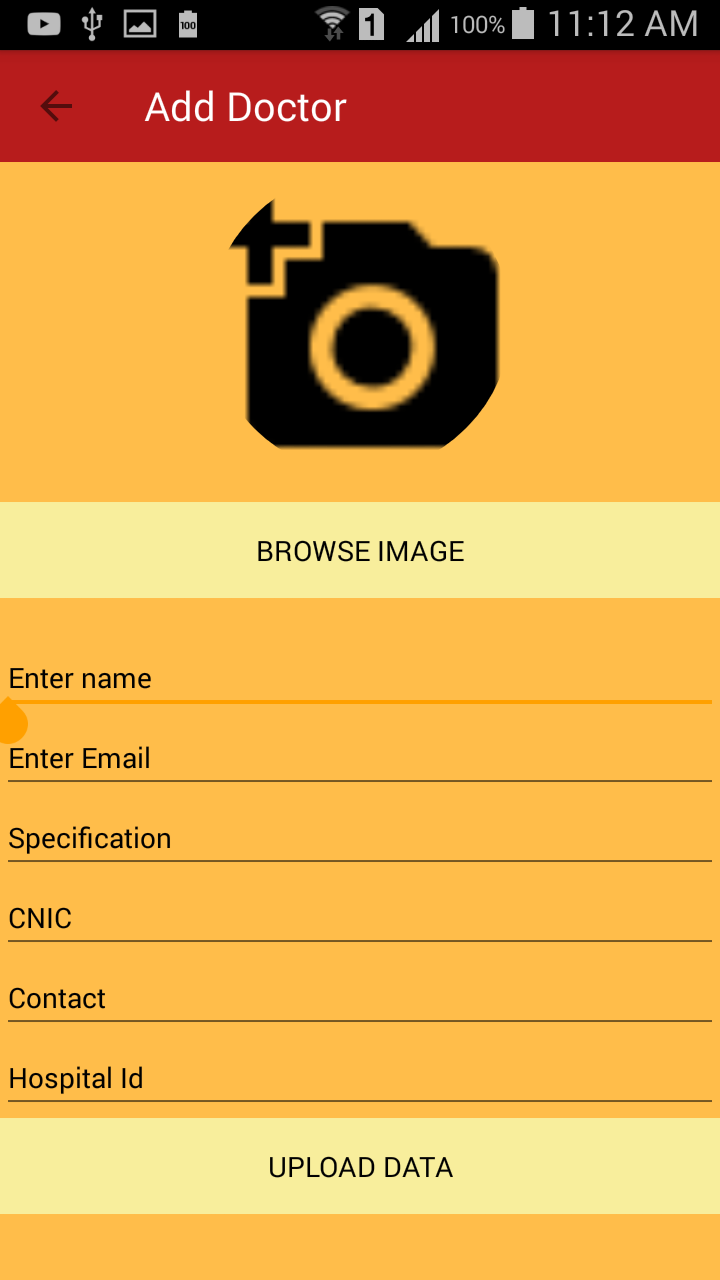 100
1
100%
11:12 AM
Add Doctor
BROWSE IMAGE
Enter name
Enter Email
Specification
CNIC
Contact
Hospital Id
UPLOAD DATA